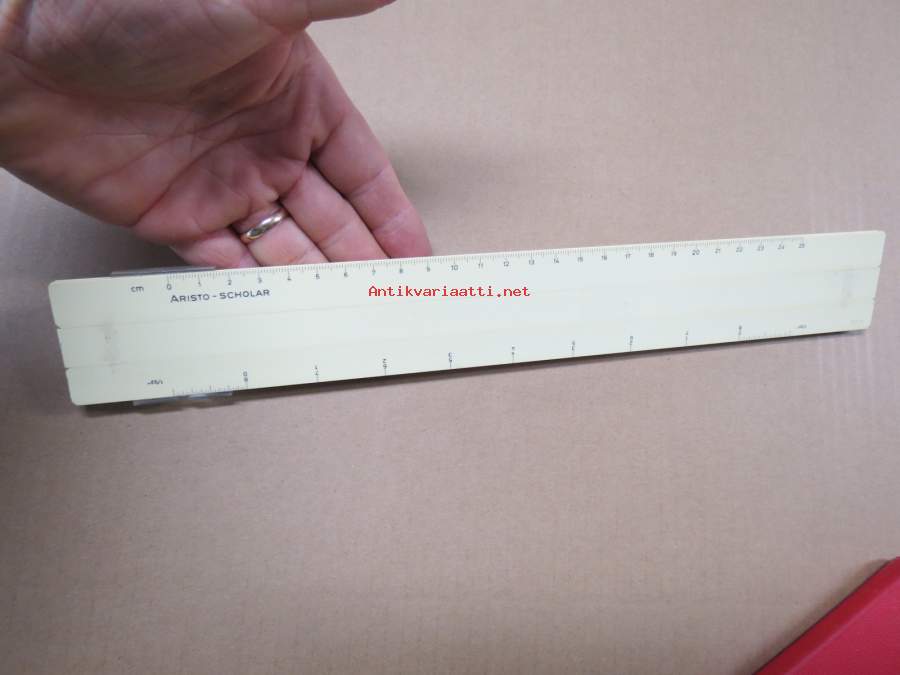 cm 0 1 2 3 4 5 6 7 8 9 10 11 12 13 14 15 16 17 18 19 20 21 22 23 24 25
ARISTO-SCHOLAR
Antikvariaatti.net